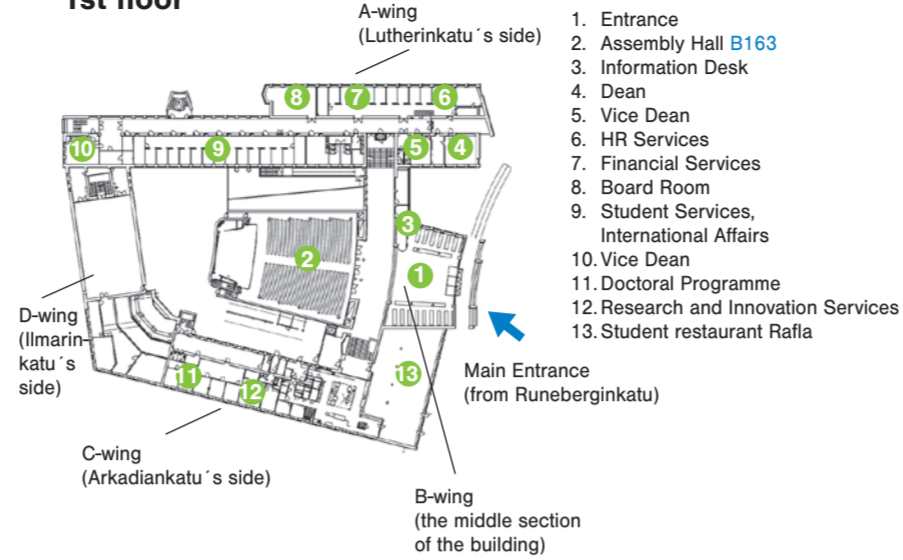 1st floor
A-wing
(Lutherinkatu´s side)
1. Entrance
2. Assembly Hall B163
3. Information Desk
4. Dean
5. Vice Dean
6. HR Services
7. Financial Services
8. Board Room
9. Student Services,
International Affairs
10. Vice Dean
11. Doctoral Programme
12. Research and Innovation Services
13. Student restaurant Rafla
8
7
6
10
9
5
4
3
2
1
D-wing
(Ilmarin-
katu´s
side)
11
12
13
Main Entrance
(from Runeberginkatu)
C-wing
(Arkadiankatu´s side)
B-wing
(the middle section
of the building)